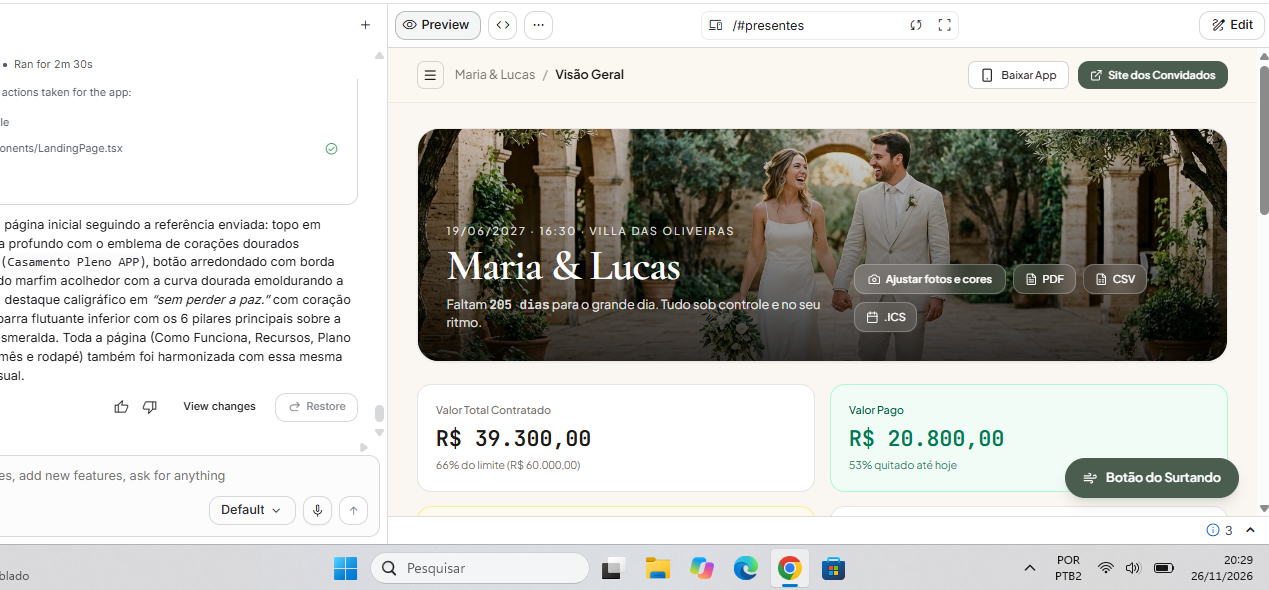 Ran for 2m 30s
actions taken for the app:
le
onents/LandingPage.tsx
página inicial seguindo a referência enviada: topo em
a profundo com o emblema de corações dourados
(Casamento Pleno APP), botão arredondado com borda
do marfim acolhedor com a curva dourada emoldurando a
destaque caligráfico em “sem perder a paz.” com coração
barra flutuante inferior com os 6 pilares principais sobre a
smeralda. Toda a página (Como Funciona, Recursos, Plano
mês e rodapé) também foi harmonizada com essa mesma
sual.
View changes
Restore
es, add new features, ask for anything
Default
Preview
/#presentes
Edit
Maria & Lucas / Visão Geral
Baixar App
Site dos Convidados
19/06/2027 · 16:30 · VILLA DAS OLIVEIRAS
Maria & Lucas
Faltam 205 dias para o grande dia. Tudo sob controle e no seu
ritmo.
Ajustar fotos e cores
PDF
CSV
.ICS
Valor Total Contratado
R$ 39.300,00
66% do limite (R$ 60.000,00)
Valor Pago
R$ 20.800,00
53% quitado até hoje
Botão do Surtando
3
blado
Pesquisar
POR
PTB2
20:29
26/11/2026